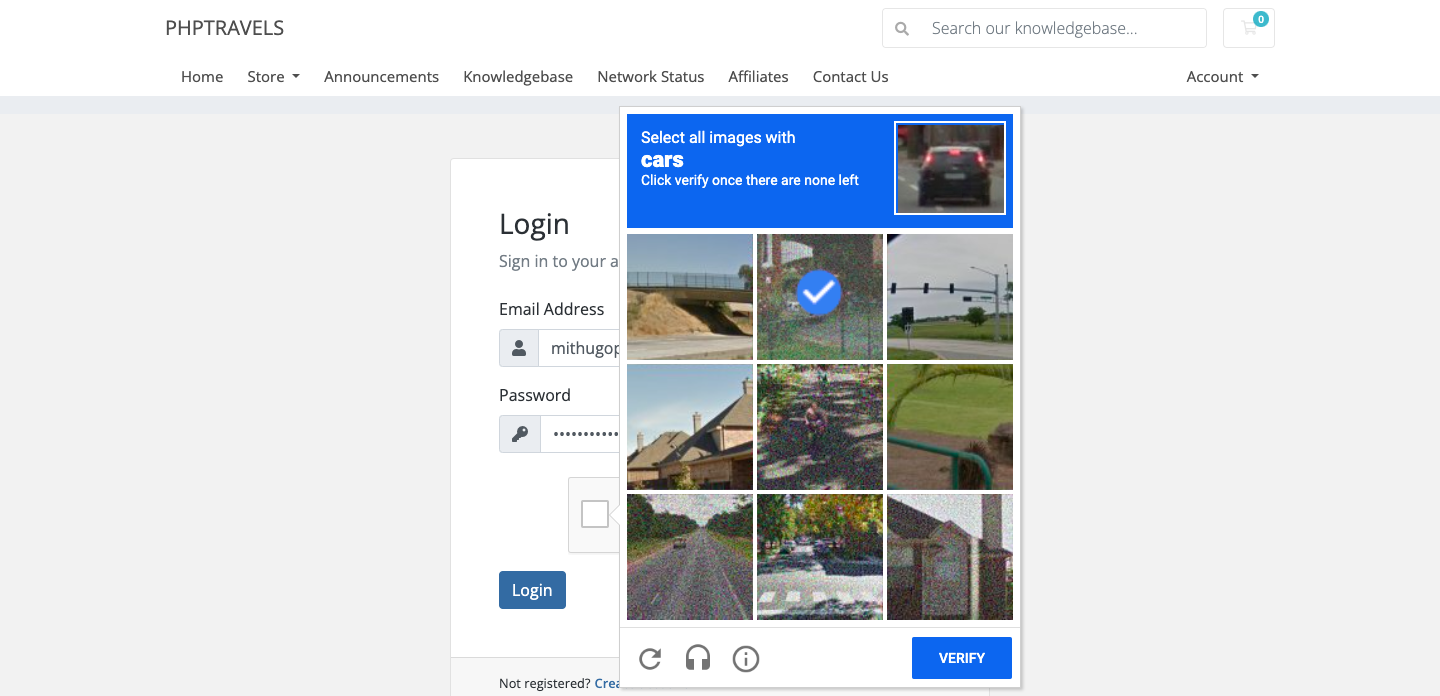 PHPTRAVELS
Search our knowledgebase...
0
Home Store Announcements Knowledgebase Network Status Affiliates Contact Us Account
Select all images with
cars
Click verify once there are none left
Login
Sign in to your a
Email Address
mithugop
Password
Login
VERIFY
Not registered? Crea